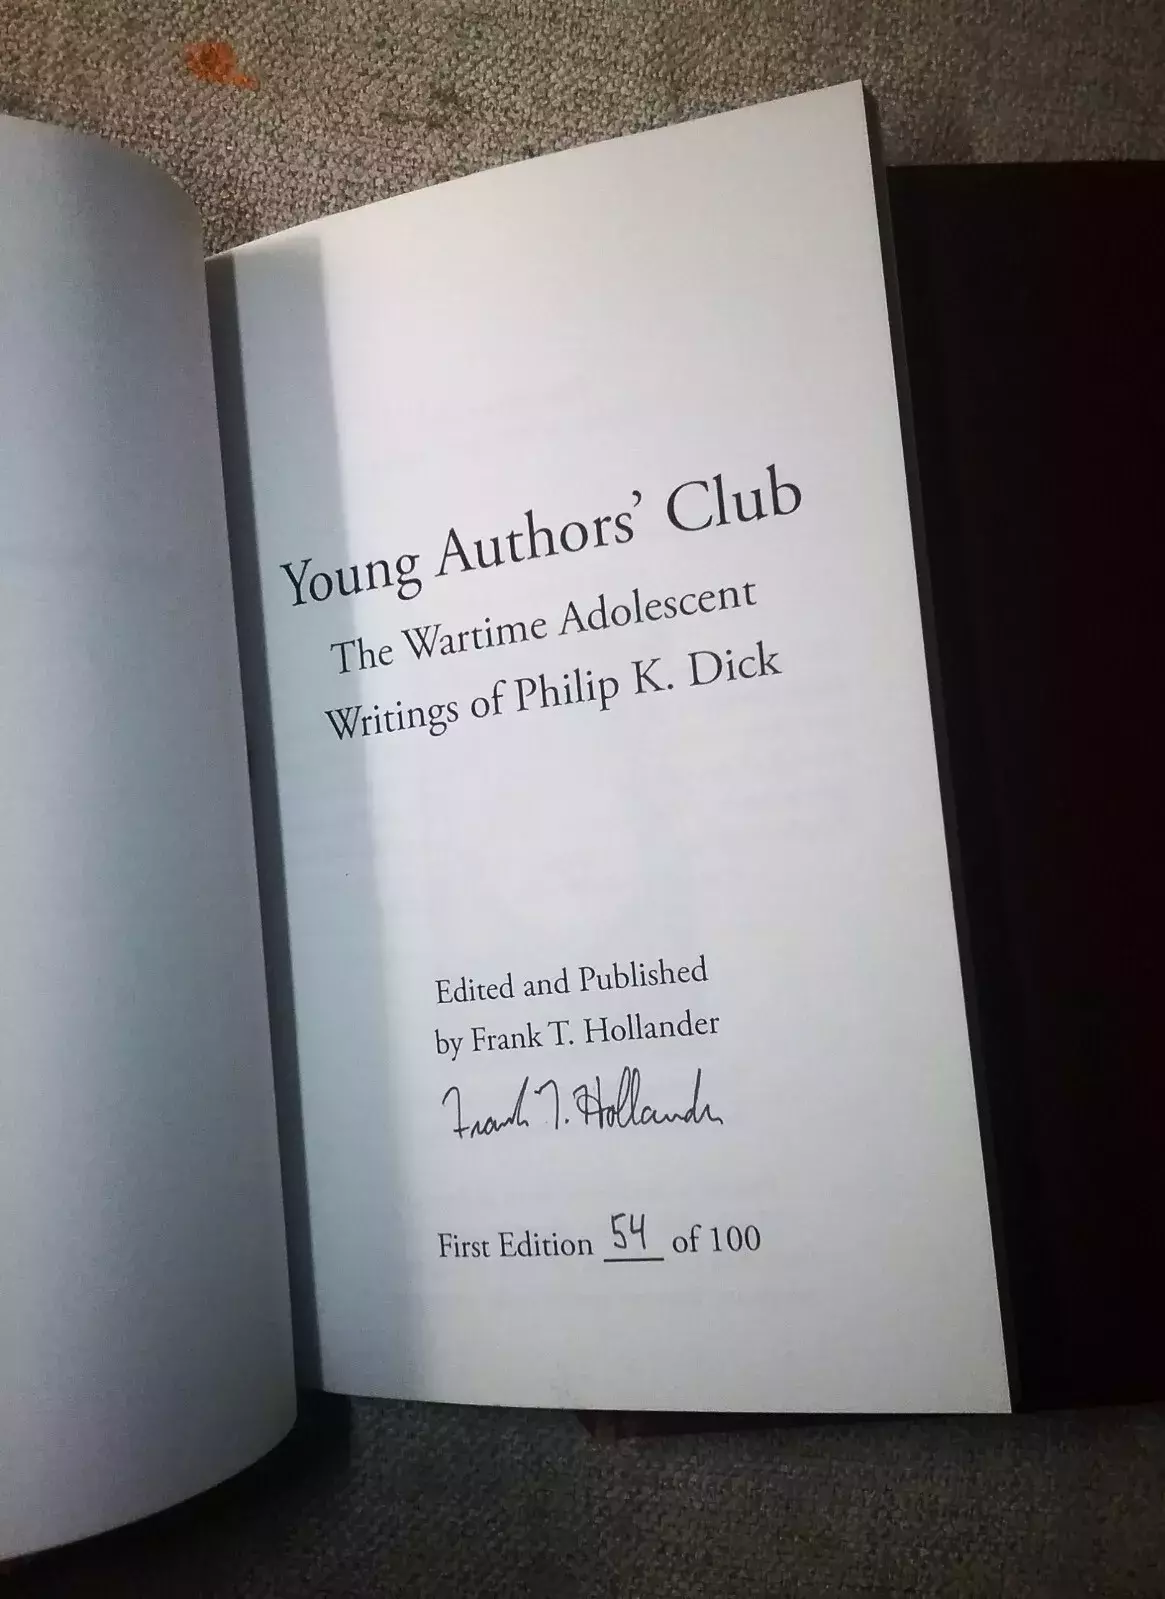 Young Authors’ Club
The Wartime Adolescent
Writings of Philip K. Dick
Edited and Published
by Frank T. Hollander
Frank T. Hollander
First Edition 54 of 100